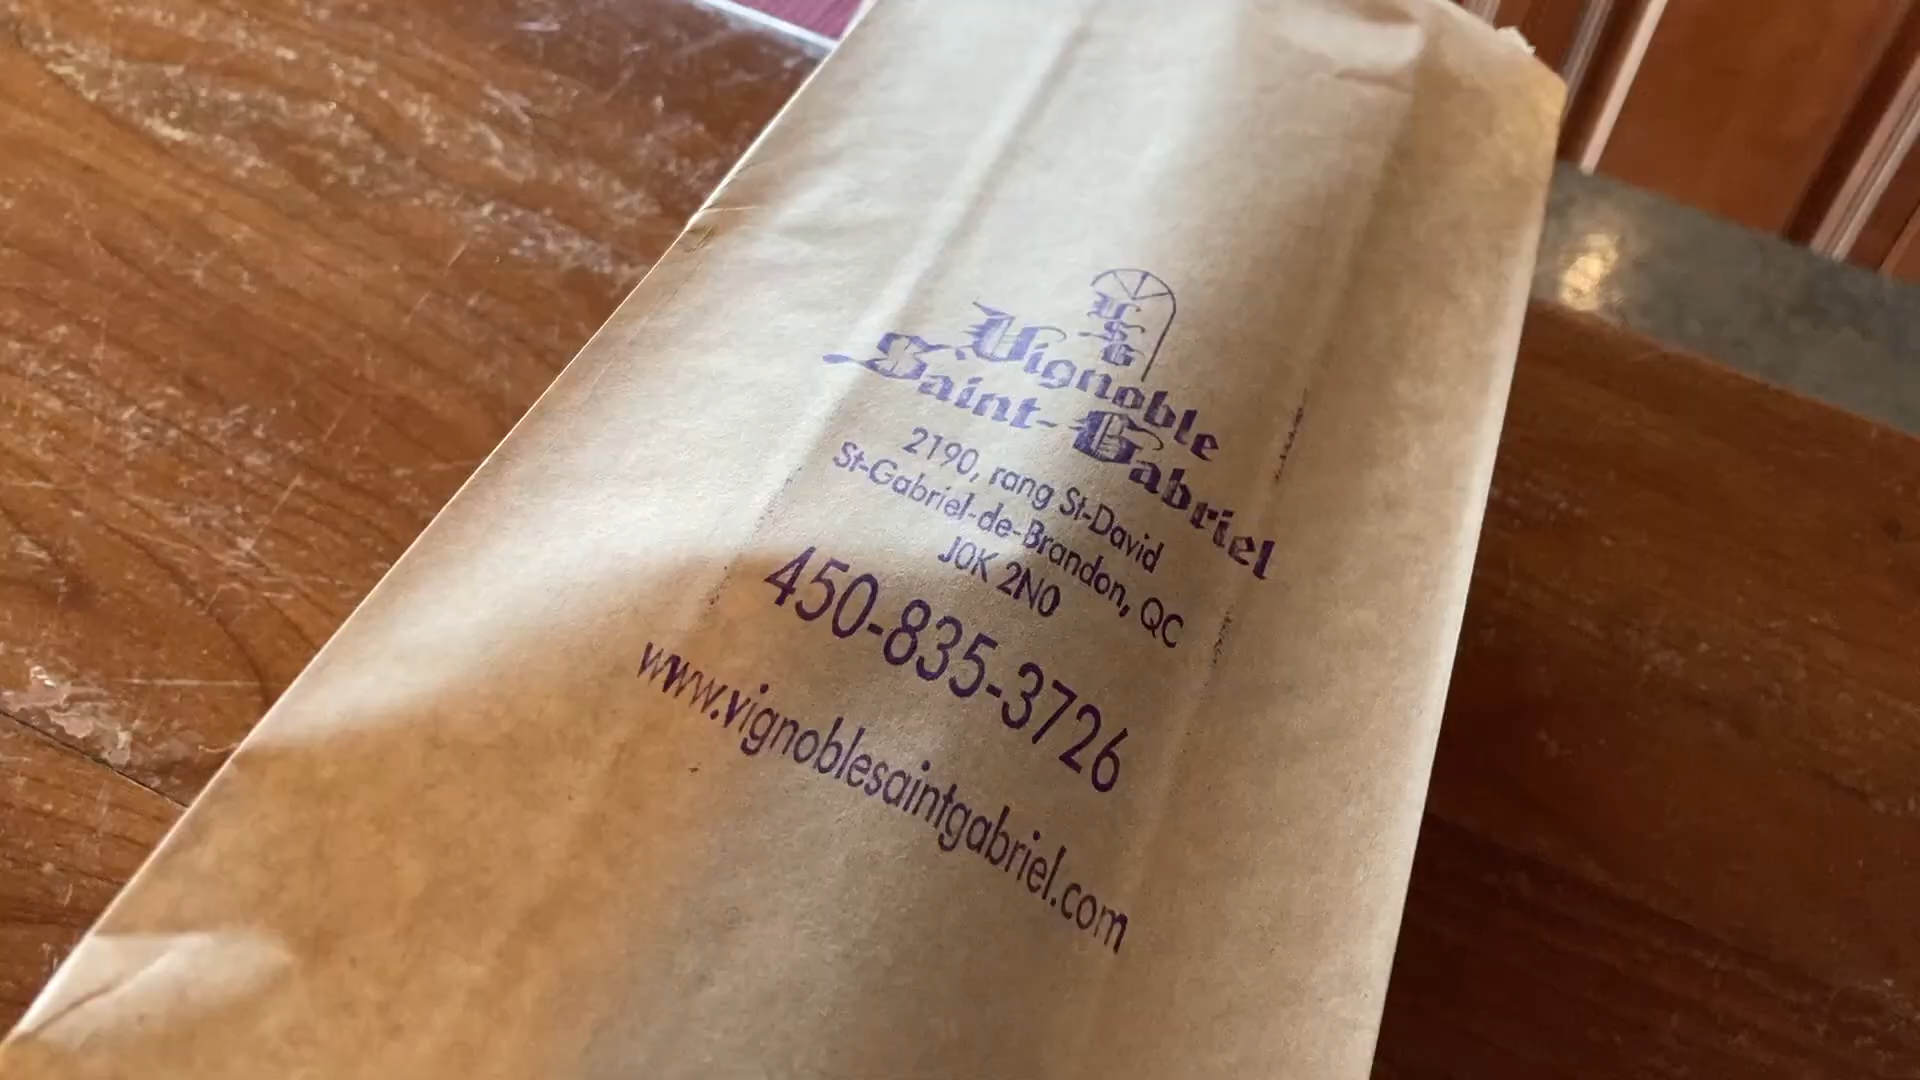 V
S
G
Vignoble
Saint-Gabriel
2190, rang St-David
St-Gabriel-de-Brandon, QC
J0K 2N0
450-835-3726
www.vignoblesaintgabriel.com